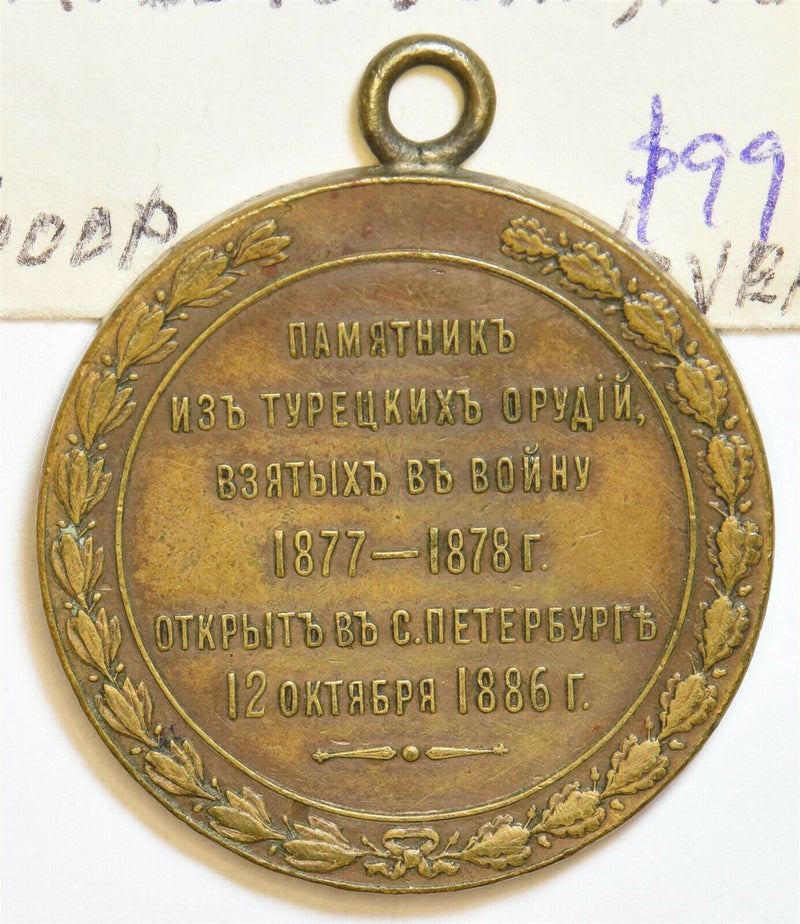 $99
ПАМЯТНИКЪ
ИЗЪ ТУРЕЦКИХЪ ОРУДІЙ,
ВЗЯТЫХЪ ВЪ ВОЙНУ
1877—1878 Г.
ОТКРЫТЪ ВЪ С.ПЕТЕРБУРГѢ
12 ОКТЯБРЯ 1886 Г.